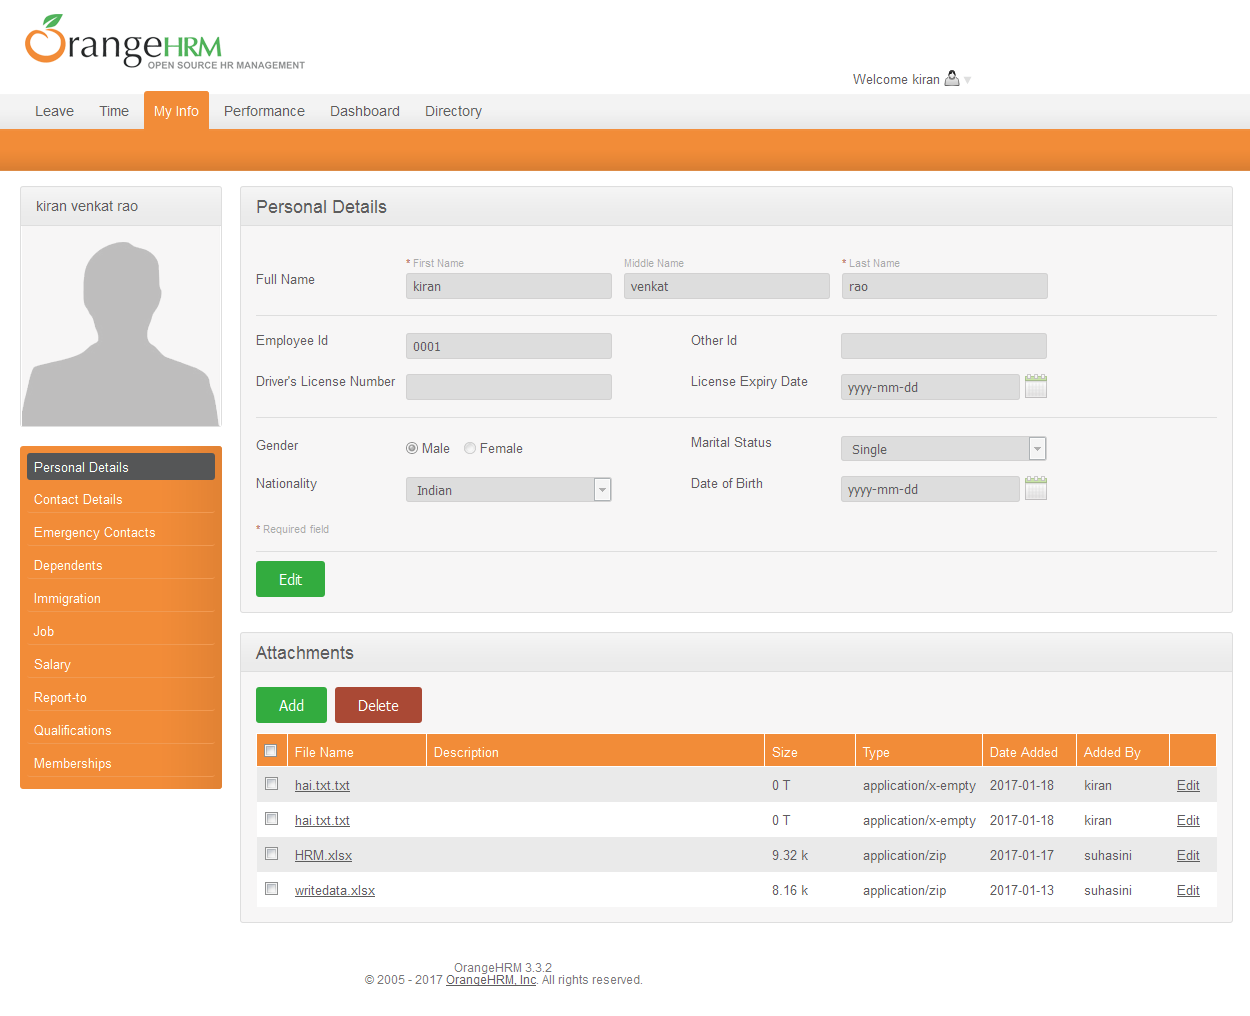 OrangeHRM
OPEN SOURCE HR MANAGEMENT
Welcome kiran
Leave Time My Info Performance Dashboard Directory
kiran venkat rao
Personal Details
Contact Details
Emergency Contacts
Dependents
Immigration
Job
Salary
Report-to
Qualifications
Memberships
Personal Details
* First Name Middle Name * Last Name
Full Name kiran venkat rao
Employee Id 0001 Other Id
Driver's License Number License Expiry Date yyyy-mm-dd
Gender Male Female Marital Status Single
Nationality Indian Date of Birth yyyy-mm-dd
* Required field
Edit
Attachments
Add Delete
File Name Description Size Type Date Added Added By
hai.txt.txt 0 T application/x-empty 2017-01-18 kiran Edit
hai.txt.txt 0 T application/x-empty 2017-01-18 kiran Edit
HRM.xlsx 9.32 k application/zip 2017-01-17 suhasini Edit
writedata.xlsx 8.16 k application/zip 2017-01-13 suhasini Edit
OrangeHRM 3.3.2
© 2005 - 2017 OrangeHRM, Inc. All rights reserved.